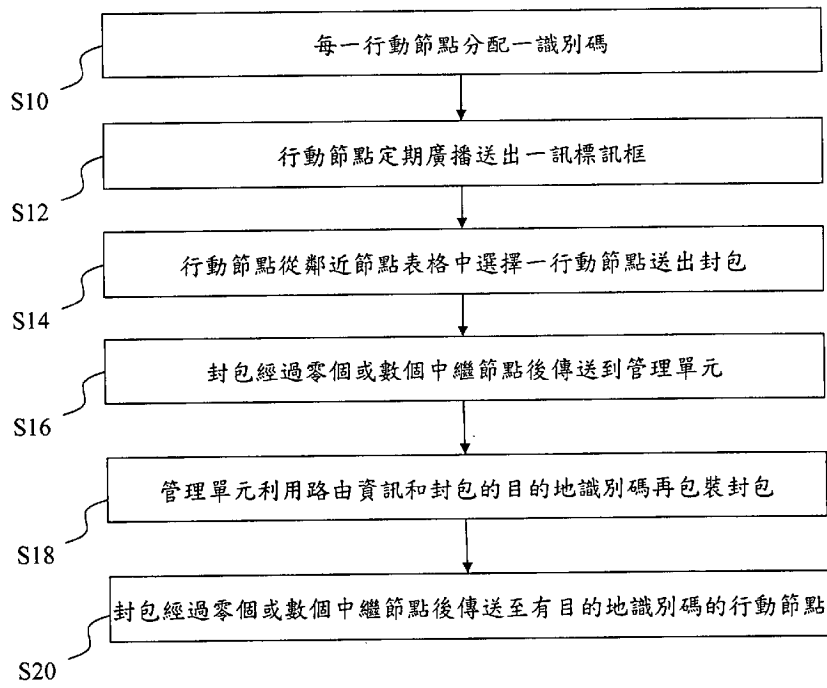 每一行動節點分配一識別碼
S10
行動節點定期廣播送出一訊標訊框
S12
行動節點從鄰近節點表格中選擇一行動節點送出封包
S14
封包經過零個或數個中繼節點後傳送到管理單元
S16
管理單元利用路由資訊和封包的目的地識別碼再包裝封包
S18
封包經過零個或數個中繼節點後傳送至有目的地識別碼的行動節點
S20